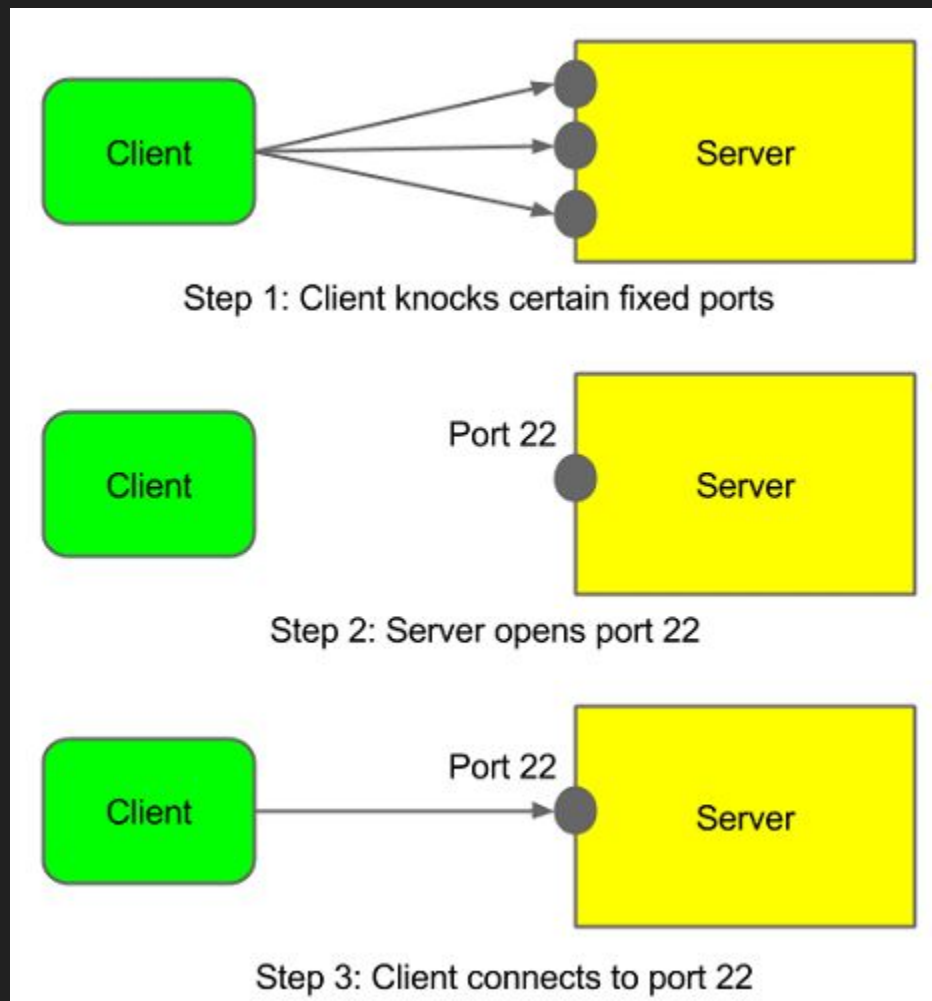 Client
Server
Step 1: Client knocks certain fixed ports
Port 22
Client
Server
Step 2: Server opens port 22
Port 22
Client
Server
Step 3: Client connects to port 22